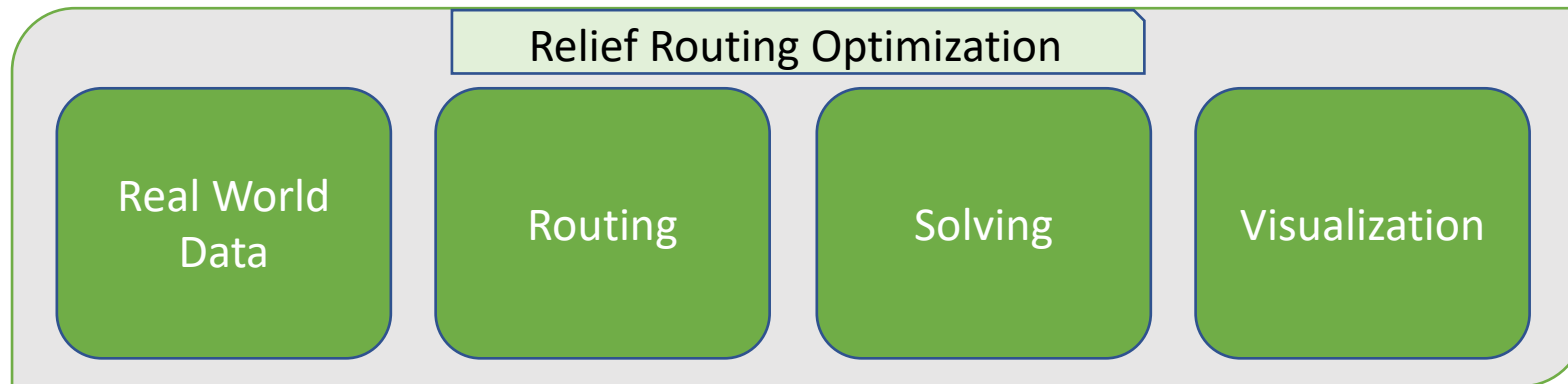 Relief Routing Optimization
Real World
Data
Routing
Solving
Visualization